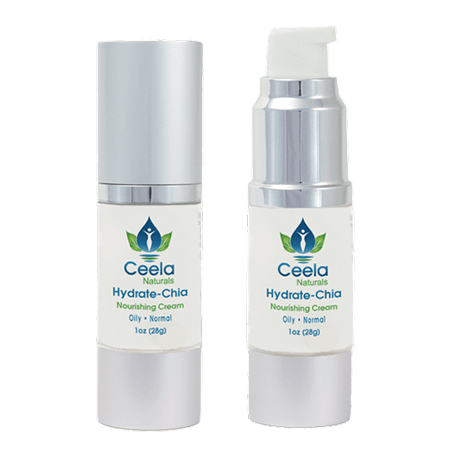 Ceela
Naturals
Hydrate-Chia
Nourishing Cream
Oily • Normal
1oz (28g)
Ceela
Naturals
Hydrate-Chia
Nourishing Cream
Oily • Normal
1oz (28g)